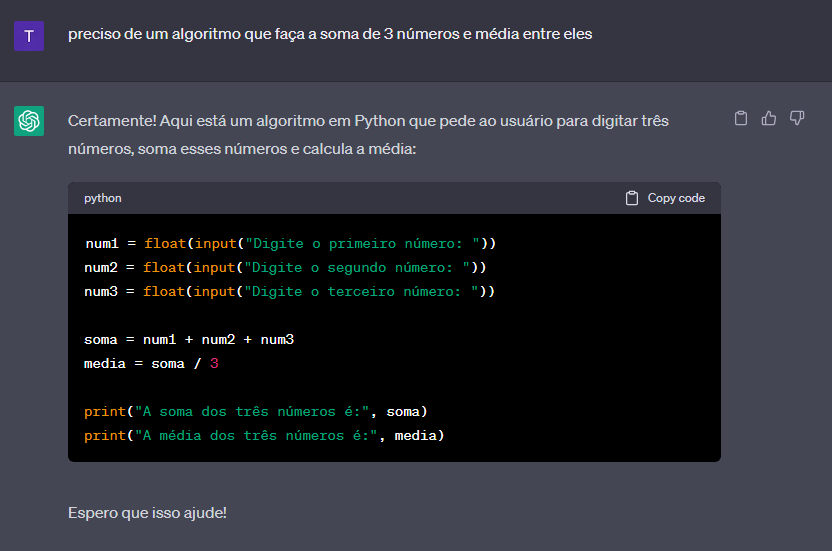 T
preciso de um algoritmo que faça a soma de 3 números e média entre eles
Certamente! Aqui está um algoritmo em Python que pede ao usuário para digitar três
números, soma esses números e calcula a média:
python
Copy code
num1 = float(input("Digite o primeiro número: "))
num2 = float(input("Digite o segundo número: "))
num3 = float(input("Digite o terceiro número: "))
soma = num1 + num2 + num3
media = soma / 3
print("A soma dos três números é:", soma)
print("A média dos três números é:", media)
Espero que isso ajude!